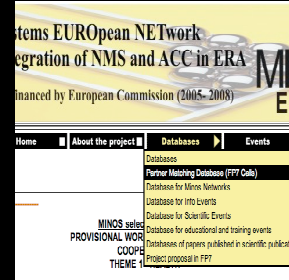 stems EUROpean NETwork
egration of NMS and ACC in ERA
inanced by European Commission (2005- 2008)
MI
E
Home About the project Databases Events
Databases
Partner Matching Database (FP7 Calls)
Database for Minos Networks
Database for Info Events
Database for Scientific Events
Database for educational and training events
Databases of papers published in scientific publicat
Project proposal in FP7
MINOS selec
PROVISIONAL WOR
COOPE
THEME 1